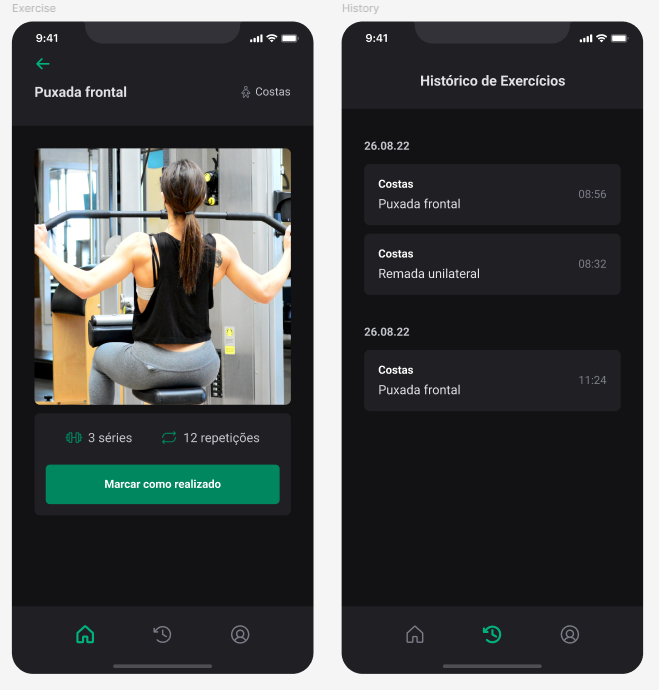 Exercise
9:41
Puxada frontal
Costas
3 séries
12 repetições
Marcar como realizado
History
9:41
Histórico de Exercícios
26.08.22
Costas
Puxada frontal
08:56
Costas
Remada unilateral
08:32
26.08.22
Costas
Puxada frontal
11:24